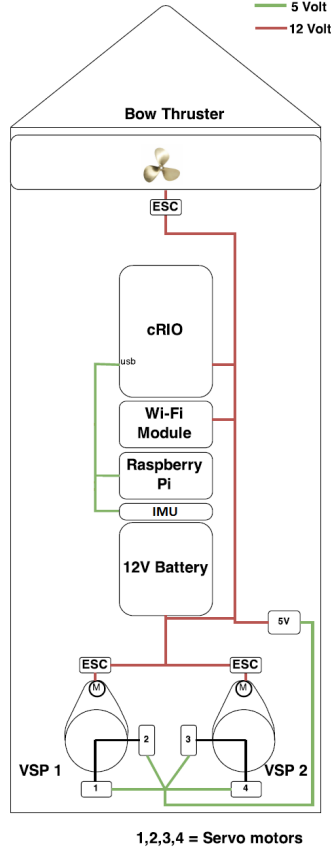 5 Volt
12 Volt
Bow Thruster
ESC
cRIO
usb
Wi-Fi
Module
Raspberry
Pi
IMU
12V Battery
5V
ESC
ESC
M
M
2
3
VSP 1
VSP 2
1
4
1,2,3,4 = Servo motors